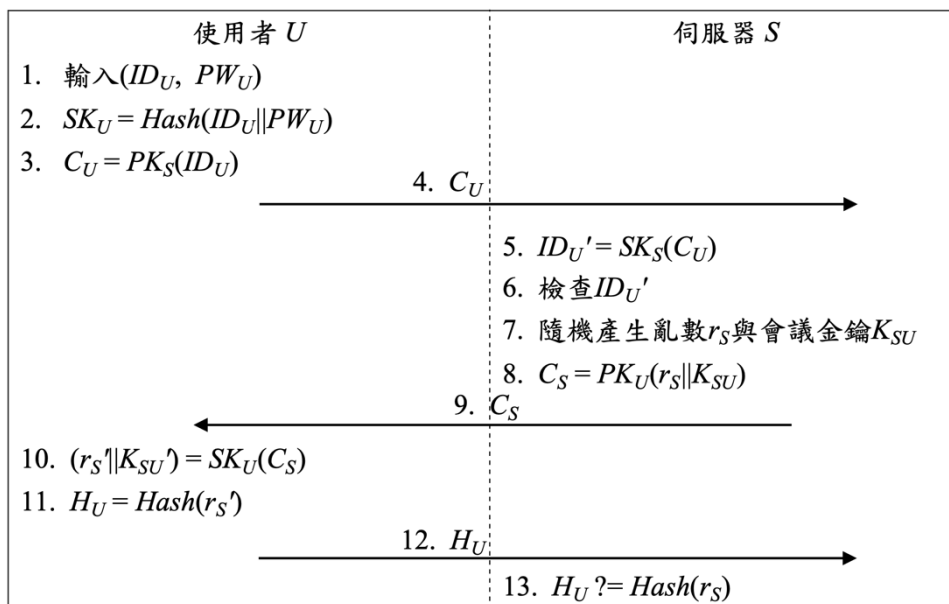 使用者 U
伺服器 S
1. 輸入(ID_U, PW_U)
2. SK_U = Hash(ID_U||PW_U)
3. C_U = PK_S(ID_U)
4. C_U
5. ID_U' = SK_S(C_U)
6. 檢查ID_U'
7. 隨機產生亂數r_S與會議金鑰K_SU
8. C_S = PK_U(r_S||K_SU)
9. C_S
10. (r_S'||K_SU') = SK_U(C_S)
11. H_U = Hash(r_S')
12. H_U
13. H_U ?= Hash(r_S)